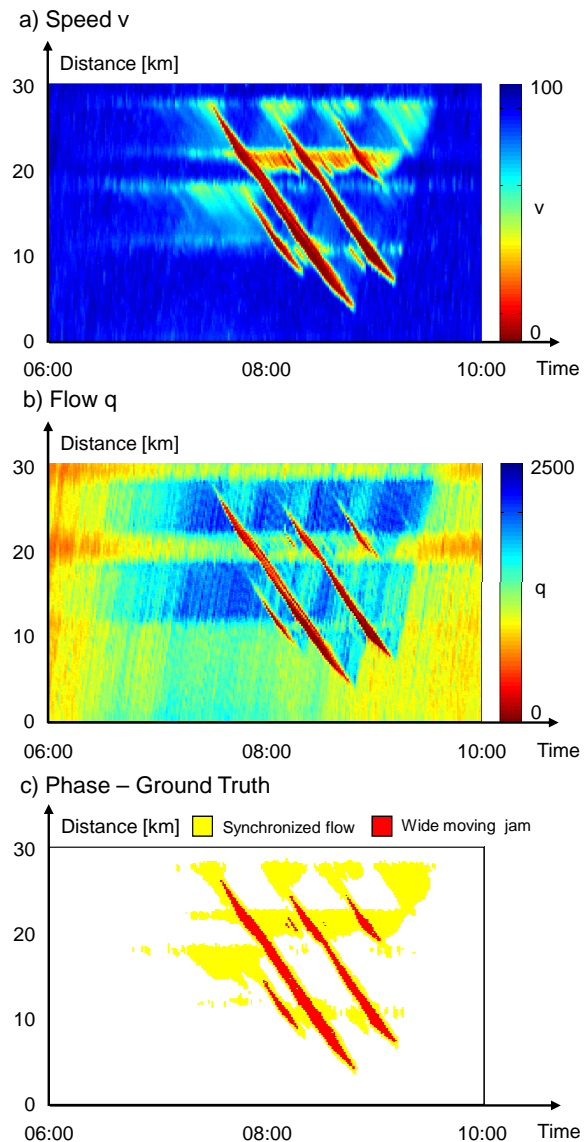 a) Speed v
Distance [km]
30
20
10
0
06:00 08:00 10:00 Time
100
v
0
b) Flow q
Distance [km]
30
20
10
0
06:00 08:00 10:00 Time
2500
q
0
c) Phase – Ground Truth
Distance [km] Synchronized flow Wide moving jam
30
20
10
0
06:00 08:00 10:00 Time